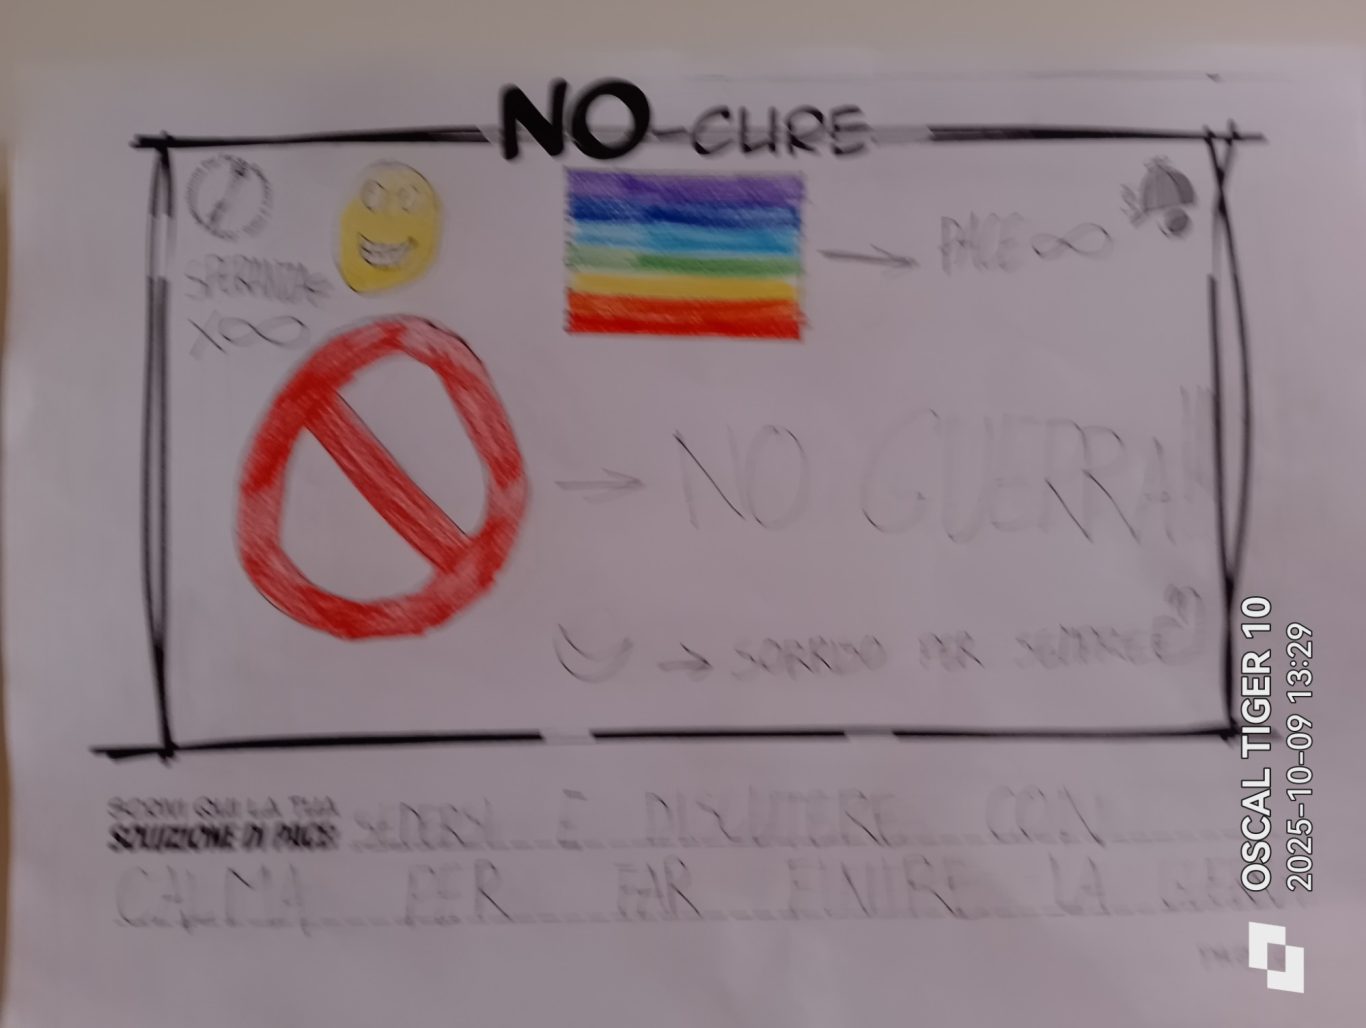 NO-CURE
SPERANZA
X∞
PACE ∞
NO GUERRA!!!
SORRISO PER SEMPRE
SCRIVI QUI LA TUA
SOLUZIONE DI PACE: SEDERSI E DISCUTERE CON
CALMA PER FAR FINIRE LA
OSCAL TIGER 10
2025-10-09 13:29